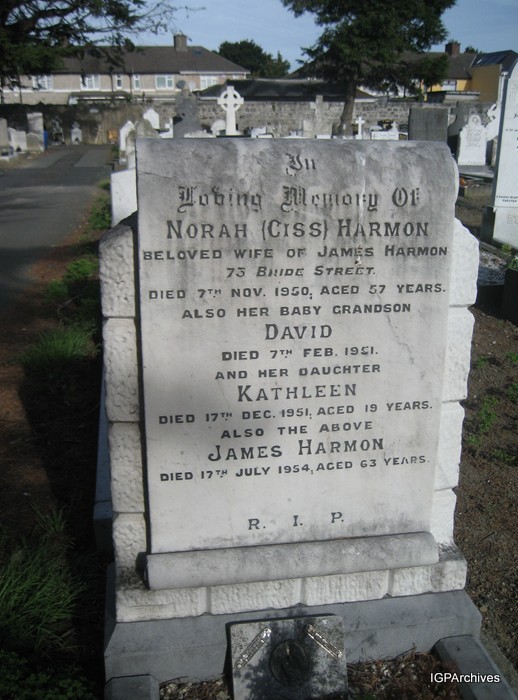 In
Loving Memory Of
NORAH (CISS) HARMON
BELOVED WIFE OF JAMES HARMON
73 BRIDE STREET.
DIED 7TH NOV. 1950, AGED 57 YEARS.
ALSO HER BABY GRANDSON
DAVID
DIED 7TH FEB. 1951.
AND HER DAUGHTER
KATHLEEN
DIED 17TH DEC. 1951, AGED 19 YEARS.
ALSO THE ABOVE
JAMES HARMON
DIED 17TH JULY 1954, AGED 63 YEARS.
R. I. P.
IGPArchives